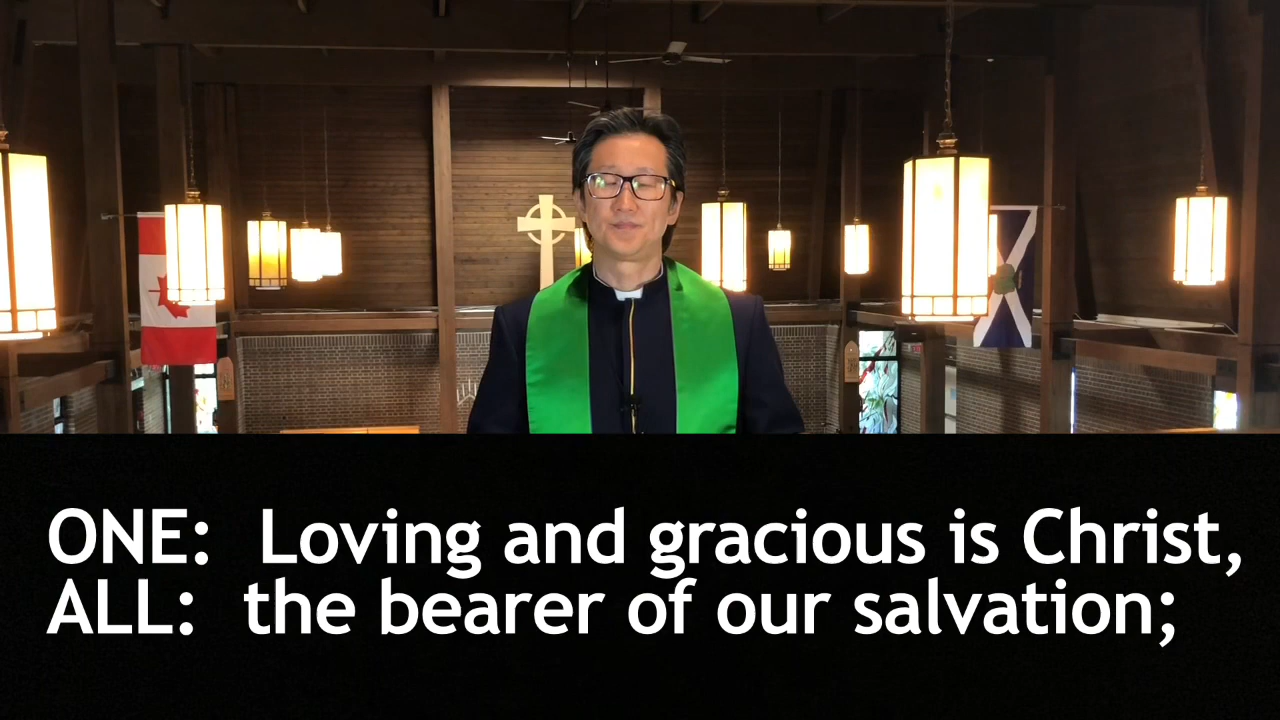 ONE: Loving and gracious is Christ,
ALL: the bearer of our salvation;